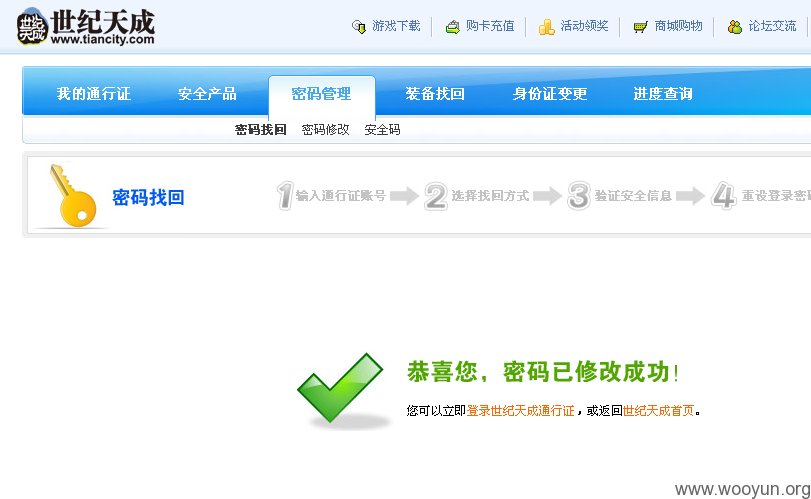 世纪天成
www.tiancity.com
游戏下载 购卡充值 活动领奖 商城购物 论坛交流
我的通行证 安全产品 密码管理 装备找回 身份证变更 进度查询
密码找回 密码修改 安全码
密码找回 1 输入通行证账号 2 选择找回方式 3 验证安全信息 4 重设登录密
恭喜您，密码已修改成功！
您可以立即登录世纪天成通行证，或返回世纪天成首页。
www.wooyun.org